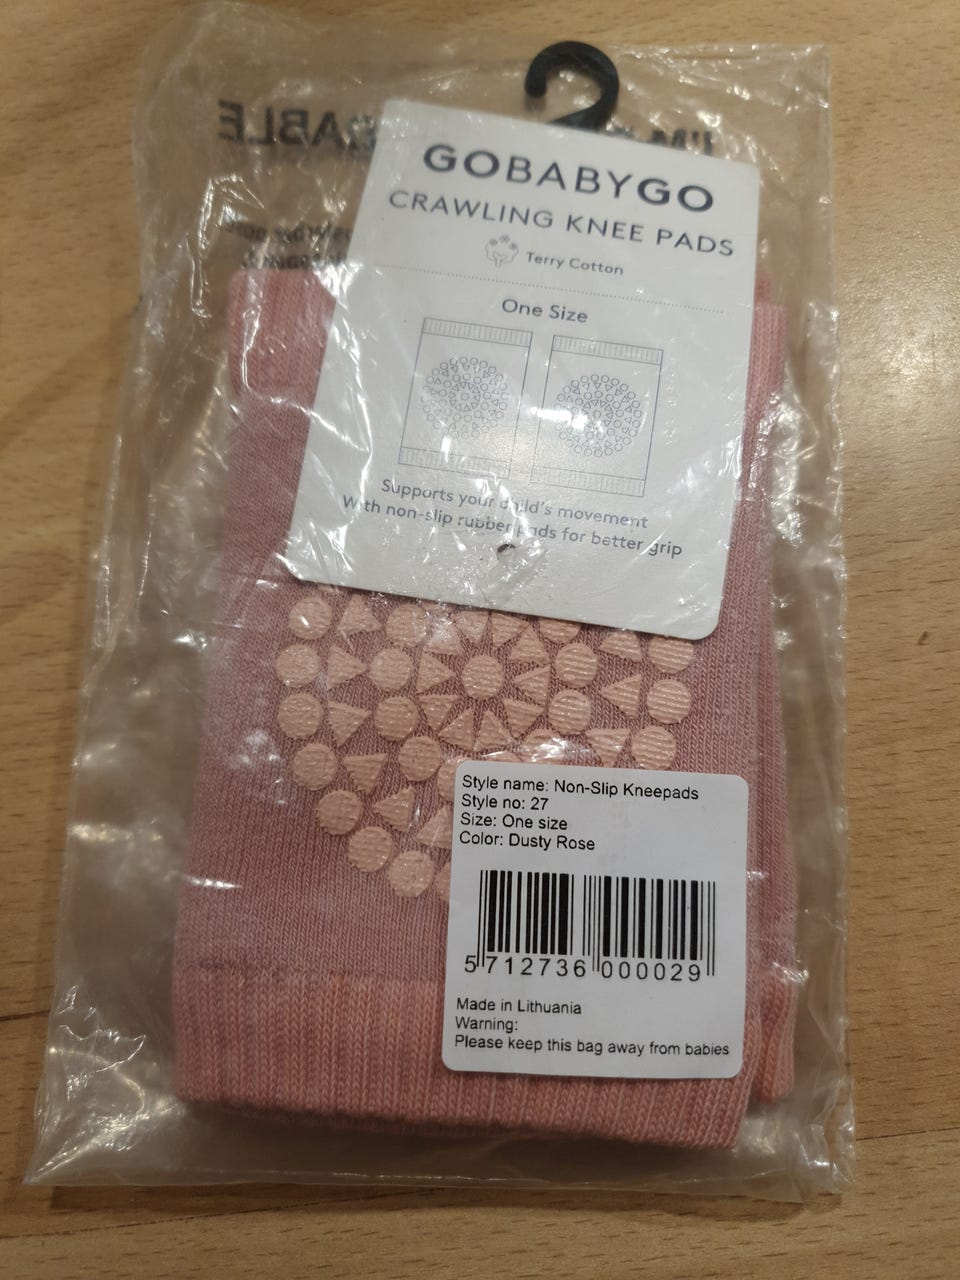 I'M
GOBABYGO
CRAWLING KNEE PADS
Terry Cotton
One Size
Supports your child's movement
With non-slip rubber pads for better grip
Style name: Non-Slip Kneepads
Style no: 27
Size: One size
Color: Dusty Rose
5 712736 000029
Made in Lithuania
Warning:
Please keep this bag away from babies